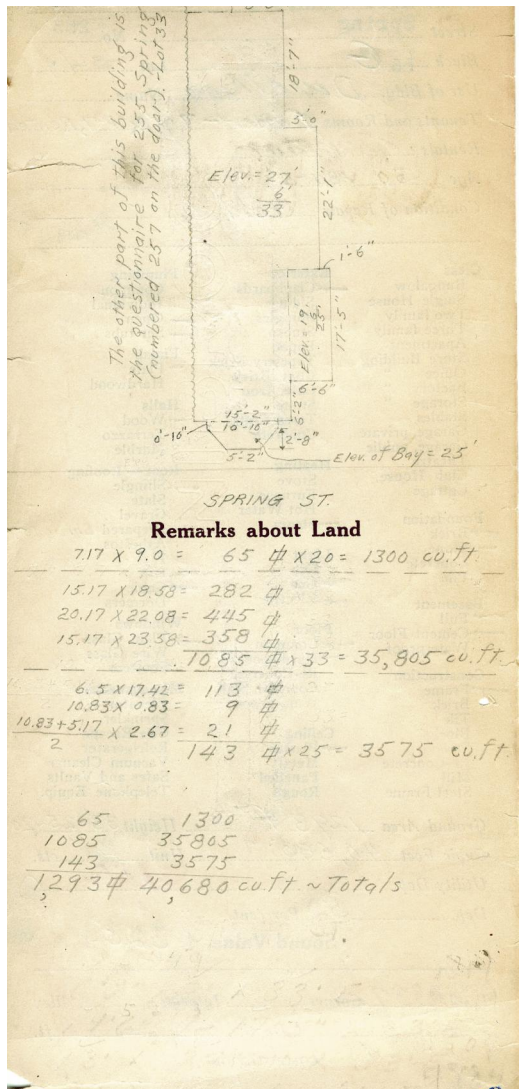 The other part of this building is
the questionnaire for 255 Spring
(numbered 257 on the door).-Lot 33
18'-7"
5'-0"
Elev. = 27'
6
33
22'-1"
1'-6"
Elev. = 19'
6
25'
17'-5"
6'-6"
6'-2"
15'-2"
10'-10"
0'-10"
2'-8"
5'-2"
Elev. of Bay = 25'
SPRING ST.
Remarks about Land
7.17 X 9.0 = 65 ⌗ X 20 = 1300 cu.ft.
15.17 X 18.58 = 282 ⌗
20.17 X 22.08 = 445 ⌗
15.17 X 23.58 = 358 ⌗
1085 ⌗ x 33 = 35,805 cu.ft.
6.5 X 17.42 = 113 ⌗
10.83 X 0.83 = 9 ⌗
10.83+5.17
2 X 2.67 = 21 ⌗
143 ⌗ x 25 = 3575 cu.ft.
65 1300
1085 35805
143 3575
1,293 ⌗ 40,680 cu.ft. ~ Totals